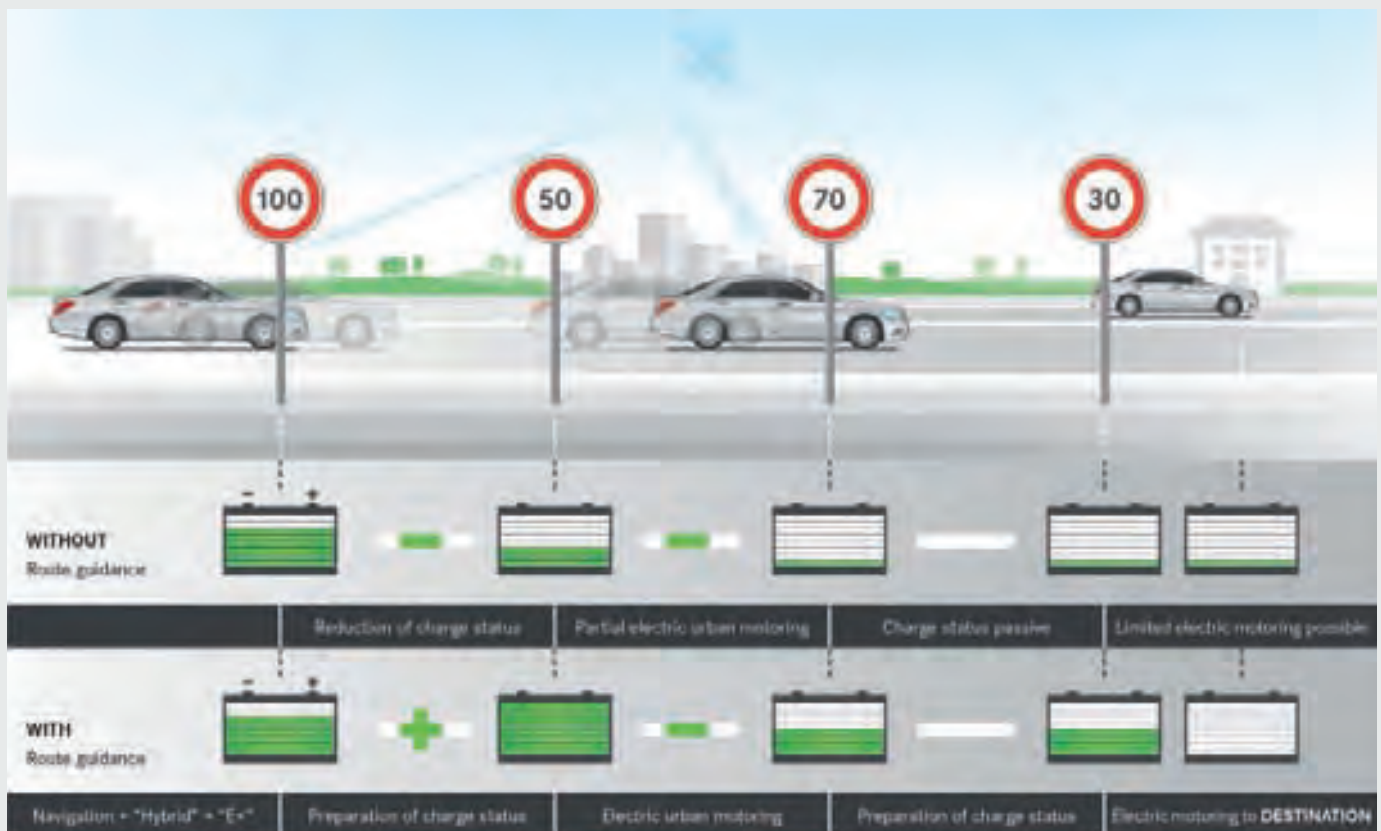 100
50
70
30
- +
WITHOUT
Route guidance
Reduction of charge status
Partial electric urban motoring
Charge status passive
Limited electric motoring possible
- +
WITH
Route guidance
Navigation + "Hybrid" + "E+"
Preparation of charge status
Electric urban motoring
Preparation of charge status
Electric motoring to DESTINATION